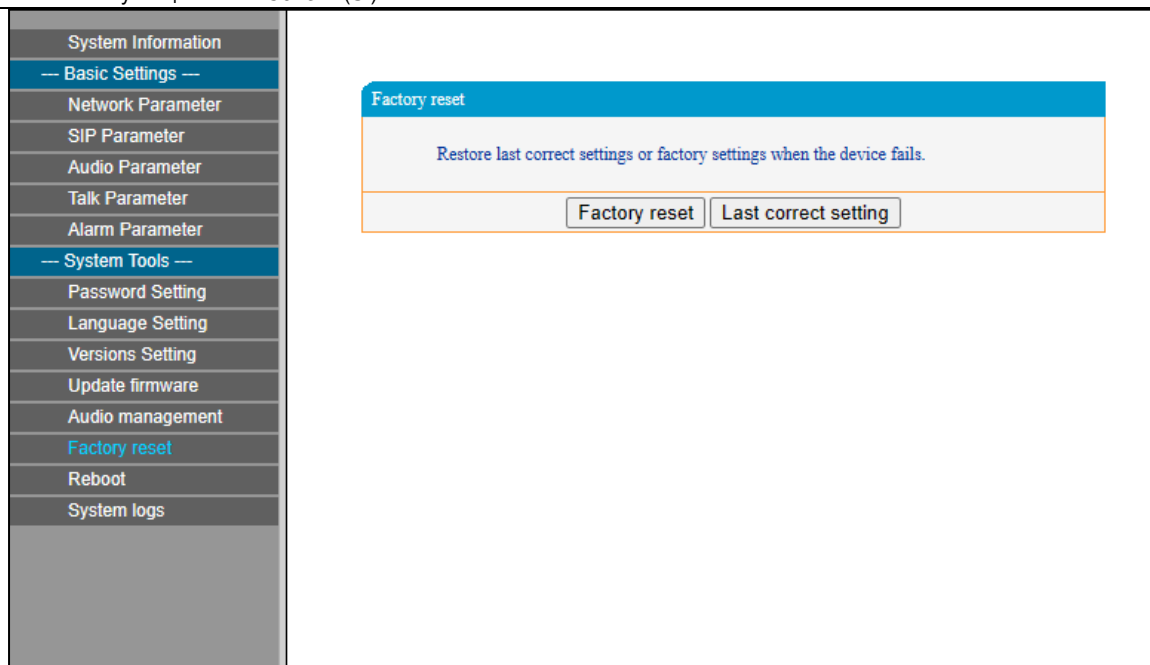 System Information
--- Basic Settings ---
Network Parameter
SIP Parameter
Audio Parameter
Talk Parameter
Alarm Parameter
--- System Tools ---
Password Setting
Language Setting
Versions Setting
Update firmware
Audio management
Factory reset
Reboot
System logs
Factory reset
Restore last correct settings or factory settings when the device fails.
Factory reset Last correct setting